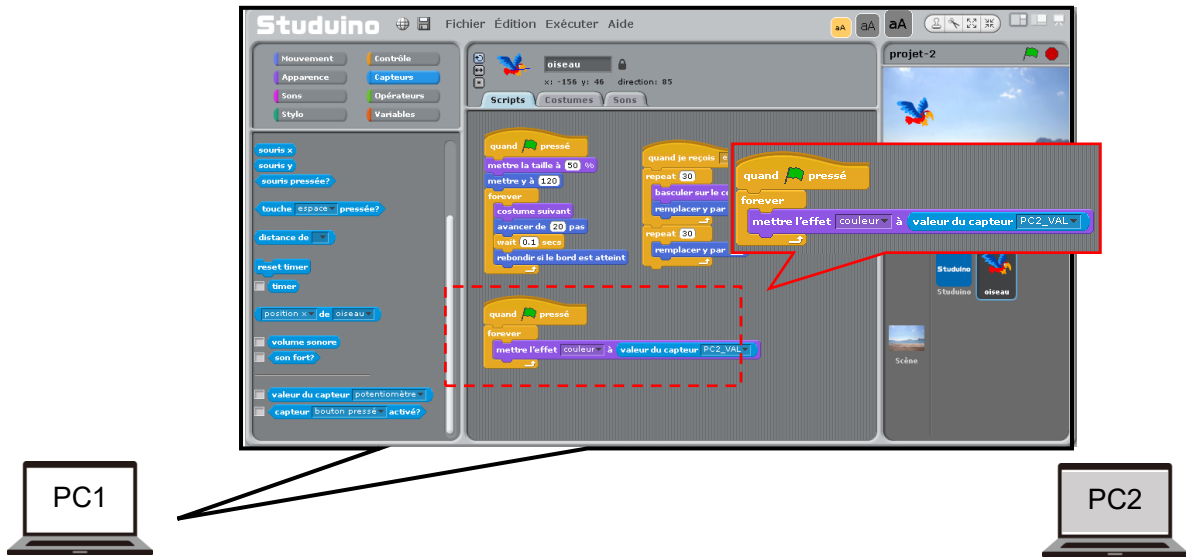 Studuino Fichier Édition Exécuter Aide aA aA aA
Mouvement Contrôle
Apparence Capteurs
Sons Opérateurs
Stylo Variables
souris x
souris y
souris pressée?
touche espace pressée?
distance de
reset timer
timer
position x de oiseau
volume sonore
son fort?
valeur du capteur potentiomètre
capteur bouton pressé activé?
oiseau
x: -156 y: 46 direction: 85
Scripts Costumes Sons
quand pressé
mettre la taille à 50 %
mettre y à 120
forever
costume suivant
avancer de 20 pas
wait 0.1 secs
rebondir si le bord est atteint
quand je reçois e
repeat 30
basculer sur le co
remplacer y par
repeat 30
remplacer y par
quand pressé
forever
mettre l'effet couleur à valeur du capteur PC2_VAL
projet-2
quand pressé
forever
mettre l'effet couleur à valeur du capteur PC2_VAL
Studuino
Studuino oiseau
Scène
PC1
PC2